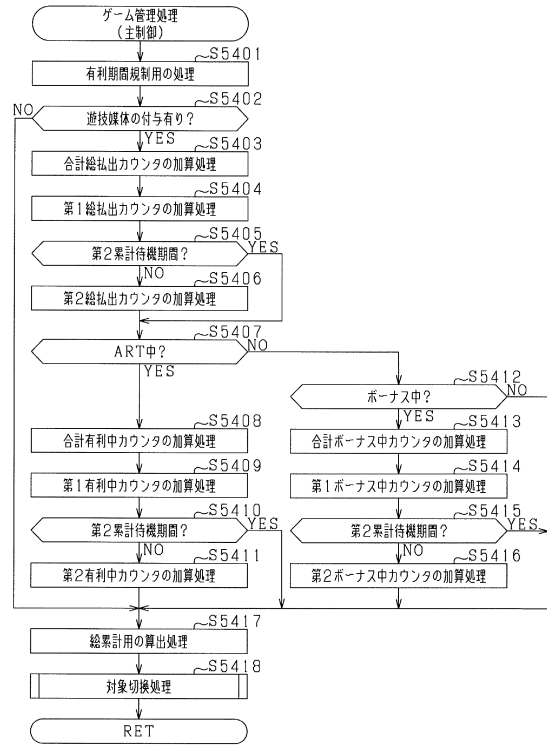 ゲーム管理処理
(主制御)
S5401
有利期間規制用の処理
S5402
NO
遊技媒体の付与有り?
YES
S5403
合計総払出カウンタの加算処理
S5404
第1総払出カウンタの加算処理
S5405
第2累計待機期間?
YES
NO
S5406
第2総払出カウンタの加算処理
S5407
ART中?
NO
YES
S5412
ボーナス中?
NO
YES
S5408
合計有利中カウンタの加算処理
S5413
合計ボーナス中カウンタの加算処理
S5409
第1有利中カウンタの加算処理
S5414
第1ボーナス中カウンタの加算処理
S5410
第2累計待機期間?
YES
NO
S5415
第2累計待機期間?
YES
NO
S5411
第2有利中カウンタの加算処理
S5416
第2ボーナス中カウンタの加算処理
S5417
総累計用の算出処理
S5418
対象切換処理
RET